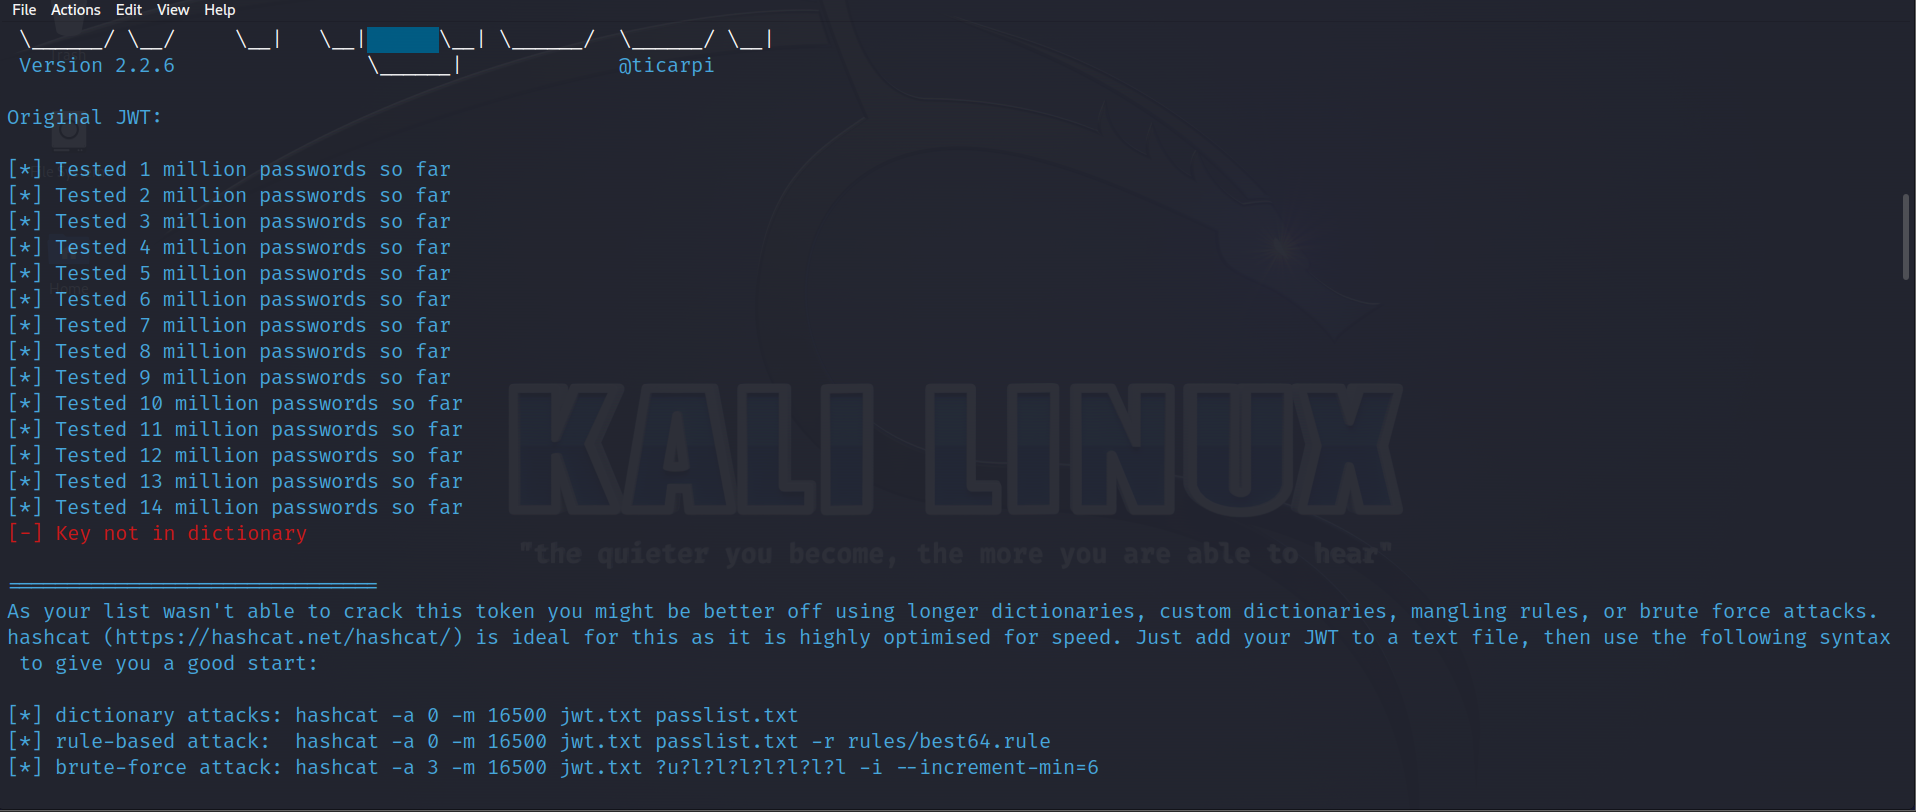 File Actions Edit View Help
\______/ \__/     \__|   \__|      \__| \______/  \______/ \__|
Version 2.2.6                \______|             @ticarpi
Original JWT:
[*] Tested 1 million passwords so far
[*] Tested 2 million passwords so far
[*] Tested 3 million passwords so far
[*] Tested 4 million passwords so far
[*] Tested 5 million passwords so far
[*] Tested 6 million passwords so far
[*] Tested 7 million passwords so far
[*] Tested 8 million passwords so far
[*] Tested 9 million passwords so far
[*] Tested 10 million passwords so far
[*] Tested 11 million passwords so far
[*] Tested 12 million passwords so far
[*] Tested 13 million passwords so far
[*] Tested 14 million passwords so far
[-] Key not in dictionary
KALI LINUX
"the quieter you become, the more you are able to hear"
===============================
As your list wasn't able to crack this token you might be better off using longer dictionaries, custom dictionaries, mangling rules, or brute force attacks.
hashcat (https://hashcat.net/hashcat/) is ideal for this as it is highly optimised for speed. Just add your JWT to a text file, then use the following syntax
to give you a good start:
[*] dictionary attacks: hashcat -a 0 -m 16500 jwt.txt passlist.txt
[*] rule-based attack:  hashcat -a 0 -m 16500 jwt.txt passlist.txt -r rules/best64.rule
[*] brute-force attack: hashcat -a 3 -m 16500 jwt.txt ?u?l?l?l?l?l?l?l -i --increment-min=6